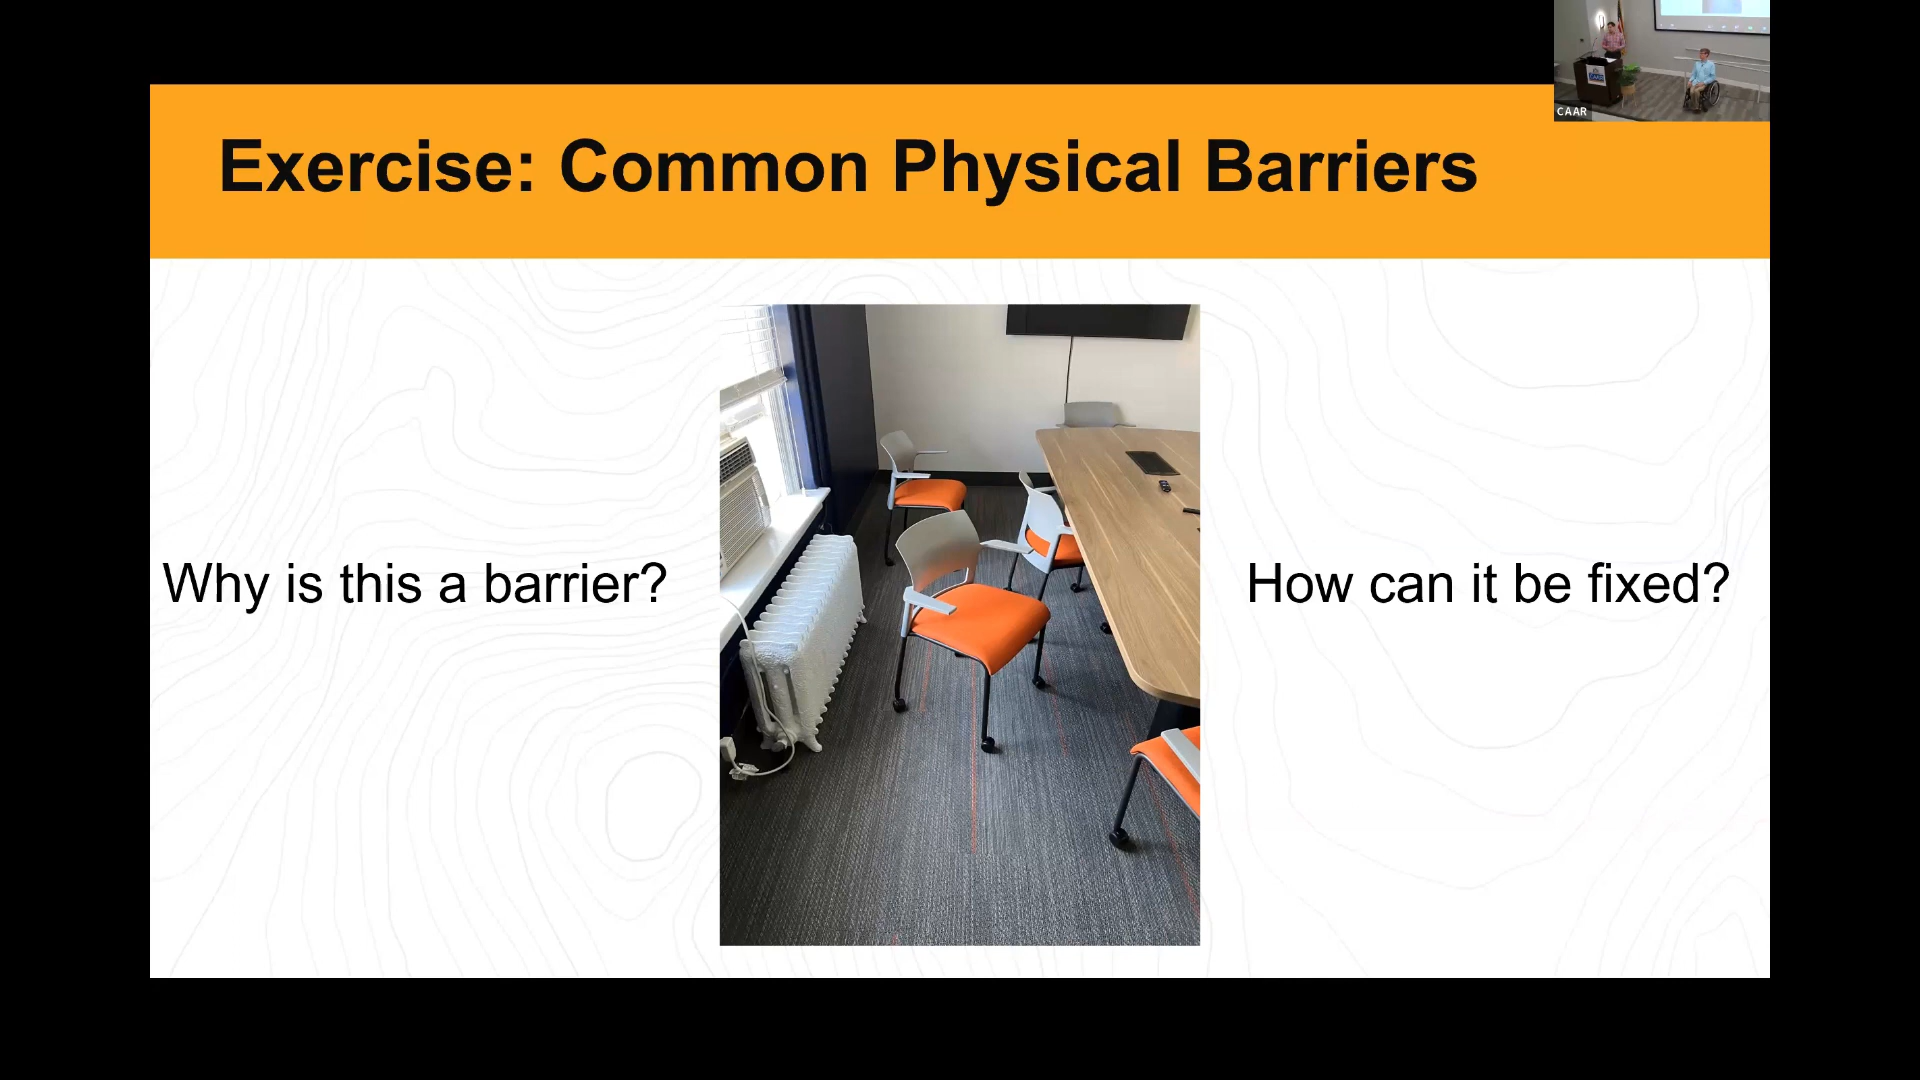 Exercise: Common Physical Barriers
CAAR
Why is this a barrier?
How can it be fixed?